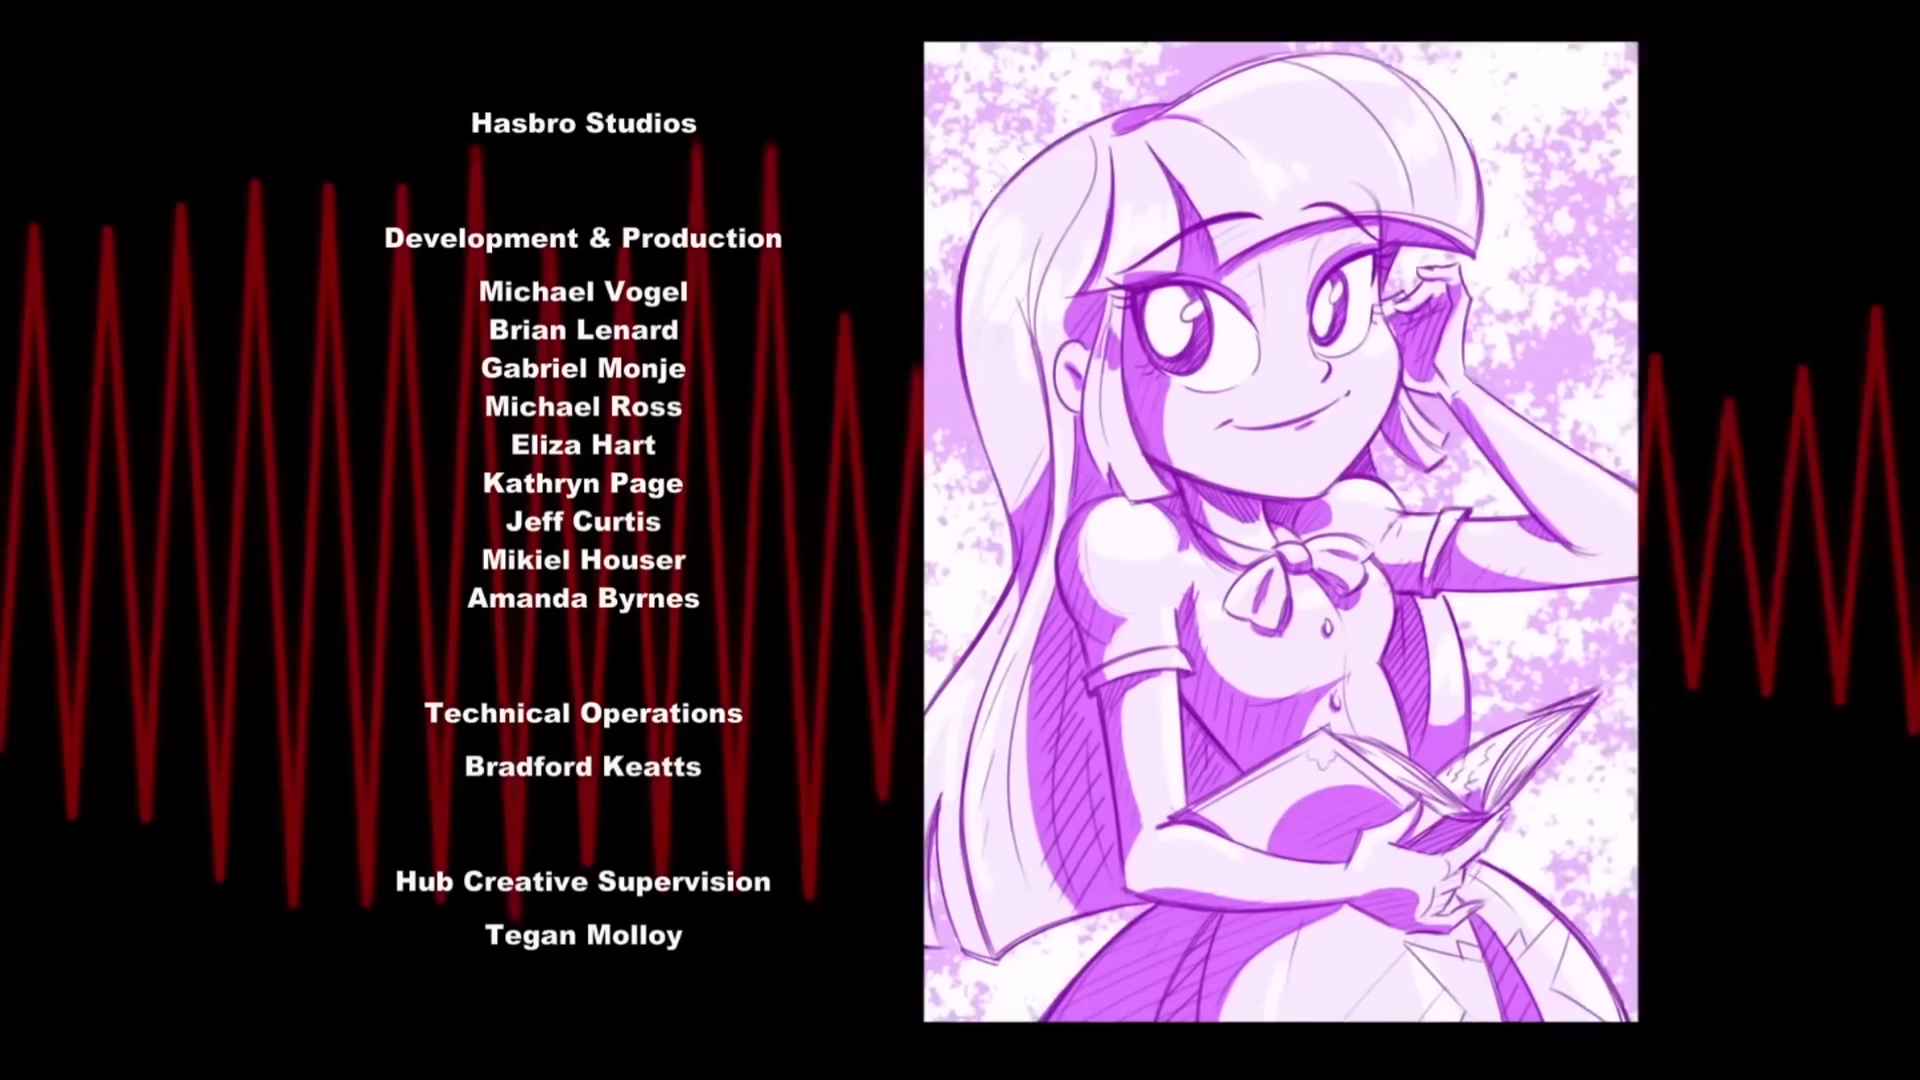 Hasbro Studios
Development & Production
Michael Vogel
Brian Lenard
Gabriel Monje
Michael Ross
Eliza Hart
Kathryn Page
Jeff Curtis
Mikiel Houser
Amanda Byrnes
Technical Operations
Bradford Keatts
Hub Creative Supervision
Tegan Molloy